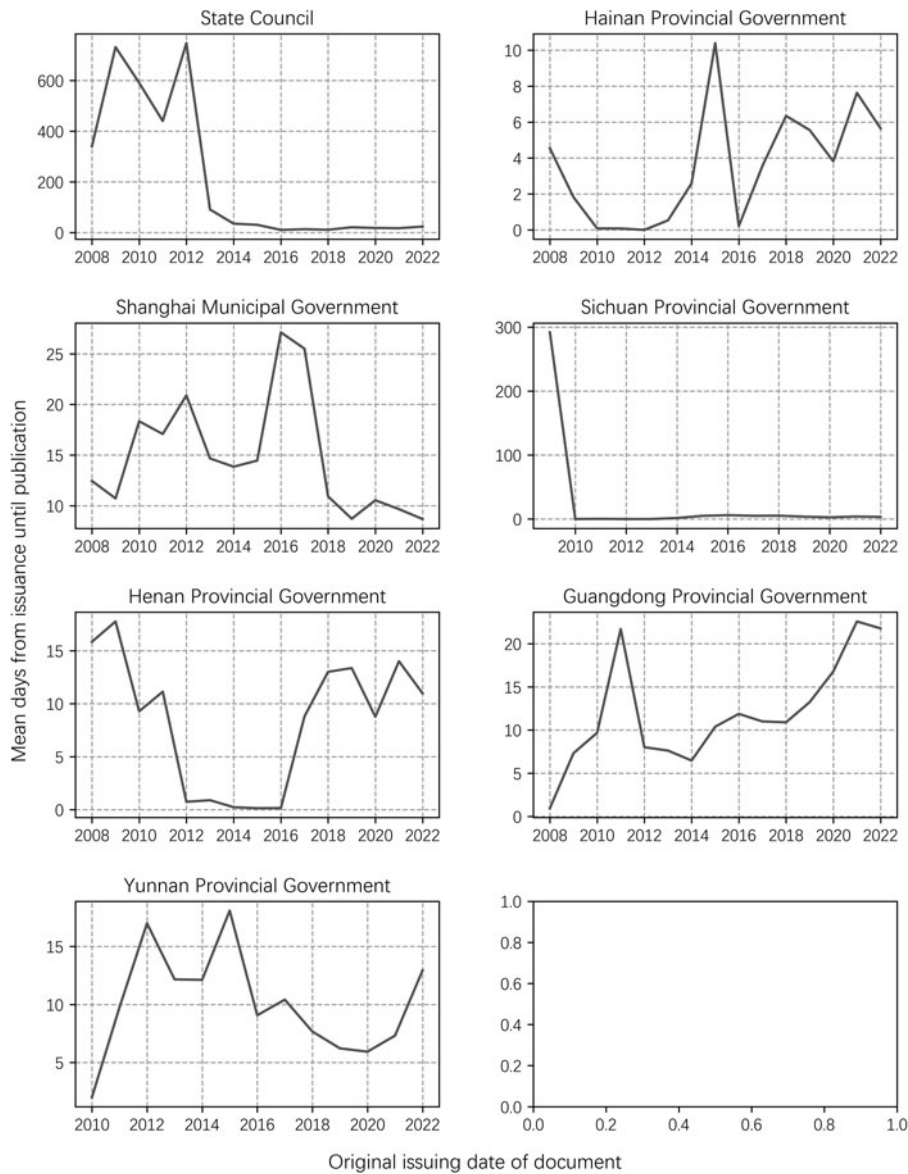 State Council
600
400
200
0
2008 2010 2012 2014 2016 2018 2020 2022
Hainan Provincial Government
10
8
6
4
2
0
2008 2010 2012 2014 2016 2018 2020 2022
Shanghai Municipal Government
25
20
15
10
2008 2010 2012 2014 2016 2018 2020 2022
Sichuan Provincial Government
300
200
100
0
2010 2012 2014 2016 2018 2020 2022
Mean days from issuance until publication
Henan Provincial Government
15
10
5
0
2008 2010 2012 2014 2016 2018 2020 2022
Guangdong Provincial Government
20
15
10
5
0
2008 2010 2012 2014 2016 2018 2020 2022
Yunnan Provincial Government
15
10
5
2010 2012 2014 2016 2018 2020 2022
1.0
0.8
0.6
0.4
0.2
0.0
0.0 0.2 0.4 0.6 0.8 1.0
Original issuing date of document